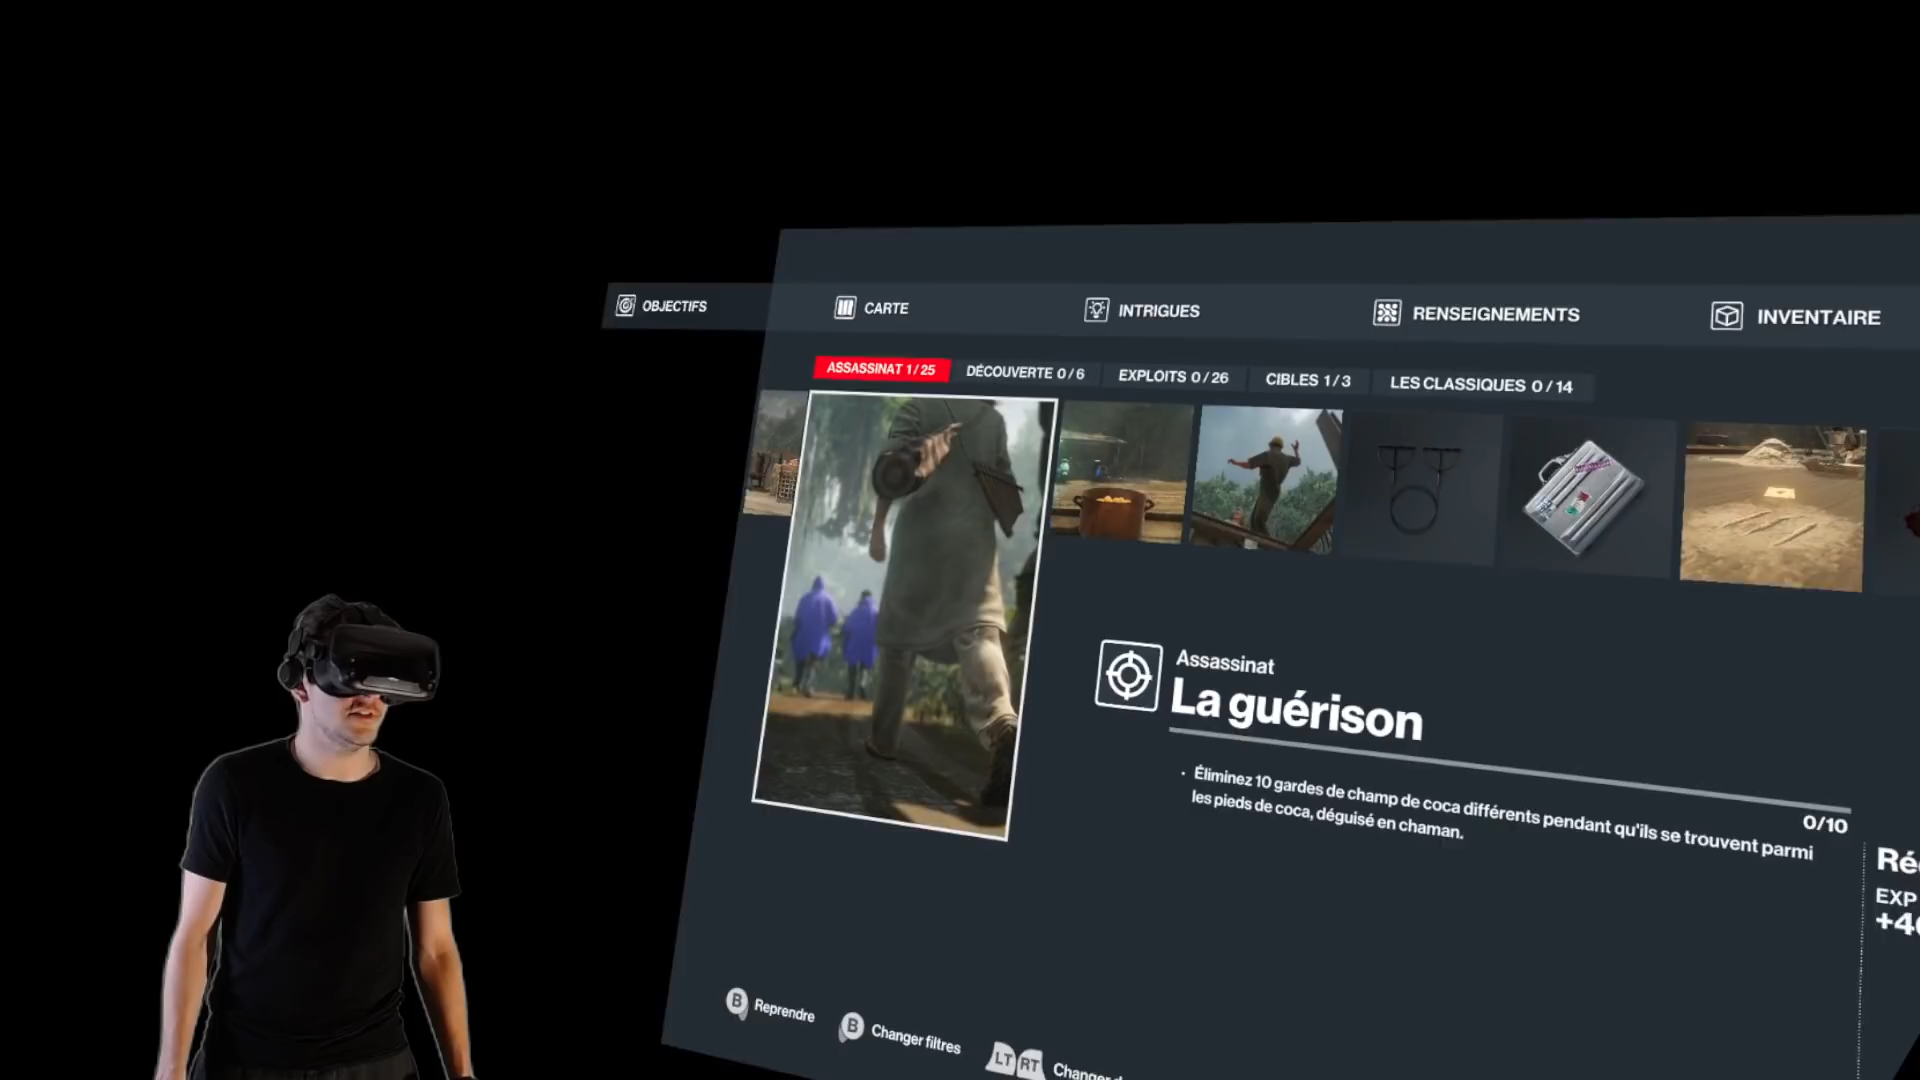 OBJECTIFS
CARTE
INTRIGUES
RENSEIGNEMENTS
INVENTAIRE
ASSASSINAT 1/25
DÉCOUVERTE 0/6
EXPLOITS 0/26
CIBLES 1/3
LES CLASSIQUES 0/14
Assassinat
La guérison
• Éliminez 10 gardes de champ de coca différents pendant qu'ils se trouvent parmi
les pieds de coca, déguisé en chaman.
0/10
EXP
B Reprendre
B Changer filtres
LT RT